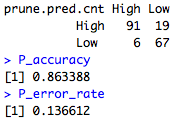 prune.pred.cnt High Low
High 91 19
Low 6 67
> P_accuracy
[1] 0.863388
> P_error_rate
[1] 0.136612